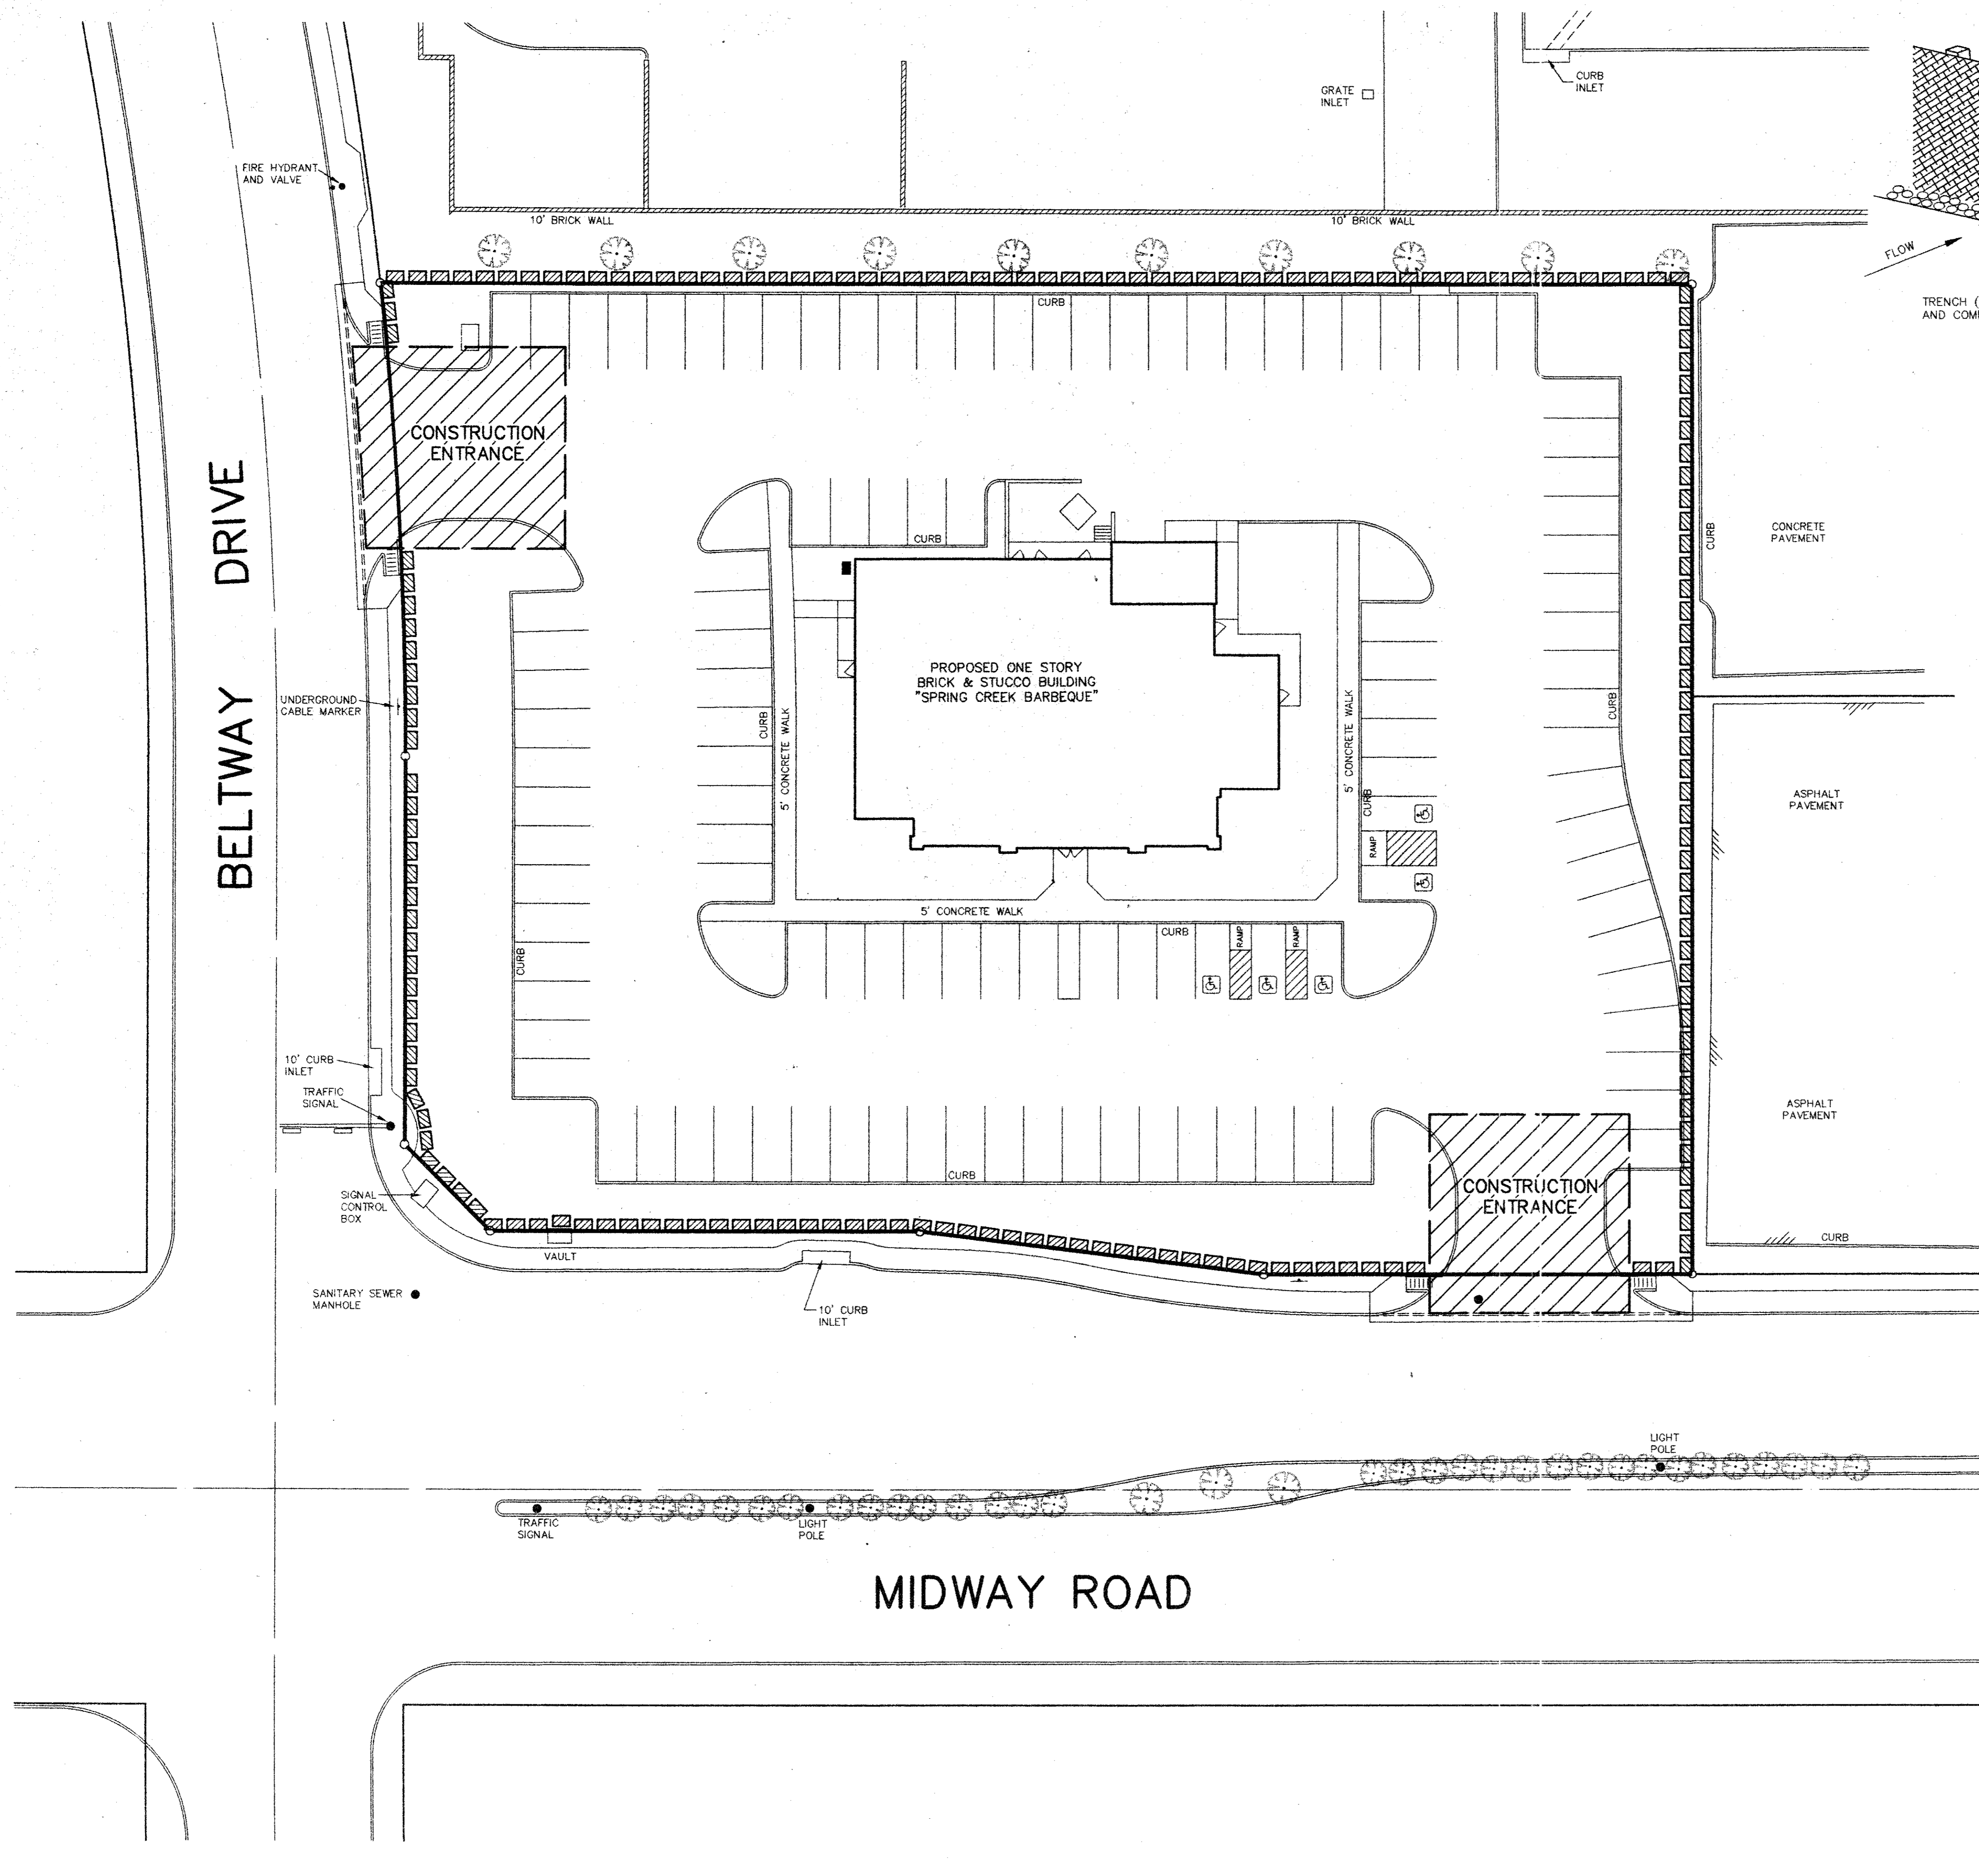 CURB
INLET
GRATE
INLET
FIRE HYDRANT
AND VALVE
10' BRICK WALL
10' BRICK WALL
FLOW
TRENCH (
AND COM
CURB
CONSTRUCTION
ENTRANCE
CURB
CURB
CONCRETE
PAVEMENT
BELTWAY DRIVE
PROPOSED ONE STORY
BRICK & STUCCO BUILDING
"SPRING CREEK BARBEQUE"
UNDERGROUND
CABLE MARKER
CURB
5' CONCRETE WALK
5' CONCRETE WALK
CURB
CURB
RAMP
ASPHALT
PAVEMENT
5' CONCRETE WALK
CURB
RAMP
RAMP
CURB
10' CURB
INLET
TRAFFIC
SIGNAL
ASPHALT
PAVEMENT
CURB
CONSTRUCTION
ENTRANCE
SIGNAL
CONTROL
BOX
VAULT
CURB
SANITARY SEWER
MANHOLE
10' CURB
INLET
LIGHT
POLE
TRAFFIC
SIGNAL
LIGHT
POLE
MIDWAY ROAD